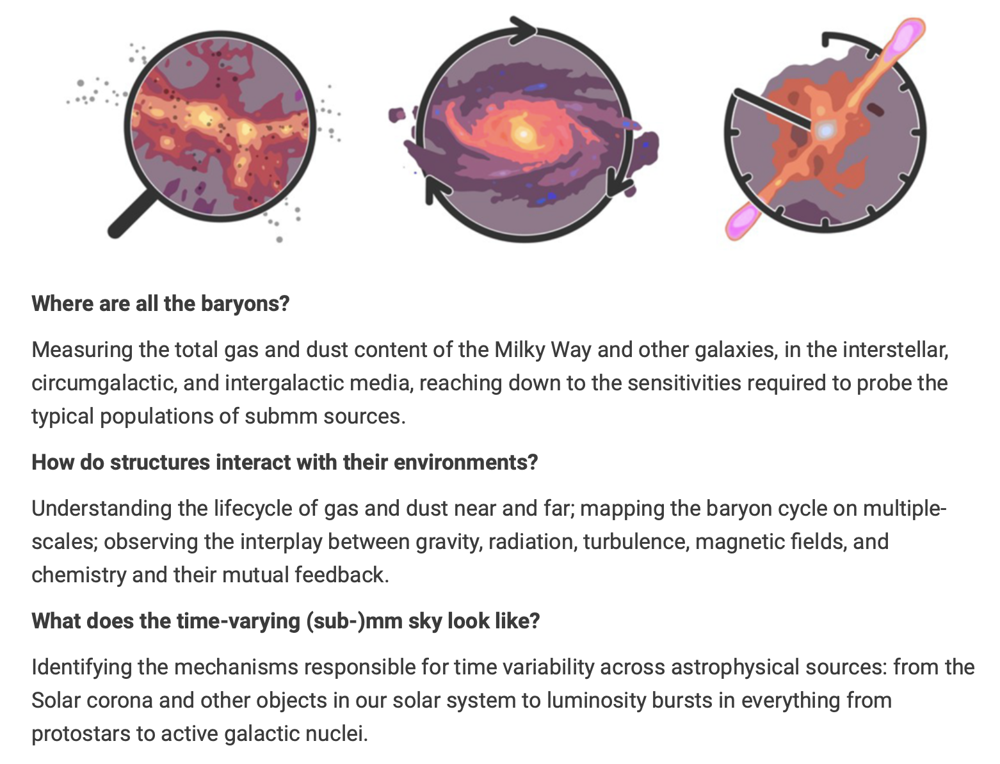 Where are all the baryons?
Measuring the total gas and dust content of the Milky Way and other galaxies, in the interstellar,
circumgalactic, and intergalactic media, reaching down to the sensitivities required to probe the
typical populations of submm sources.
How do structures interact with their environments?
Understanding the lifecycle of gas and dust near and far; mapping the baryon cycle on multiple-
scales; observing the interplay between gravity, radiation, turbulence, magnetic fields, and
chemistry and their mutual feedback.
What does the time-varying (sub-)mm sky look like?
Identifying the mechanisms responsible for time variability across astrophysical sources: from the
Solar corona and other objects in our solar system to luminosity bursts in everything from
protostars to active galactic nuclei.